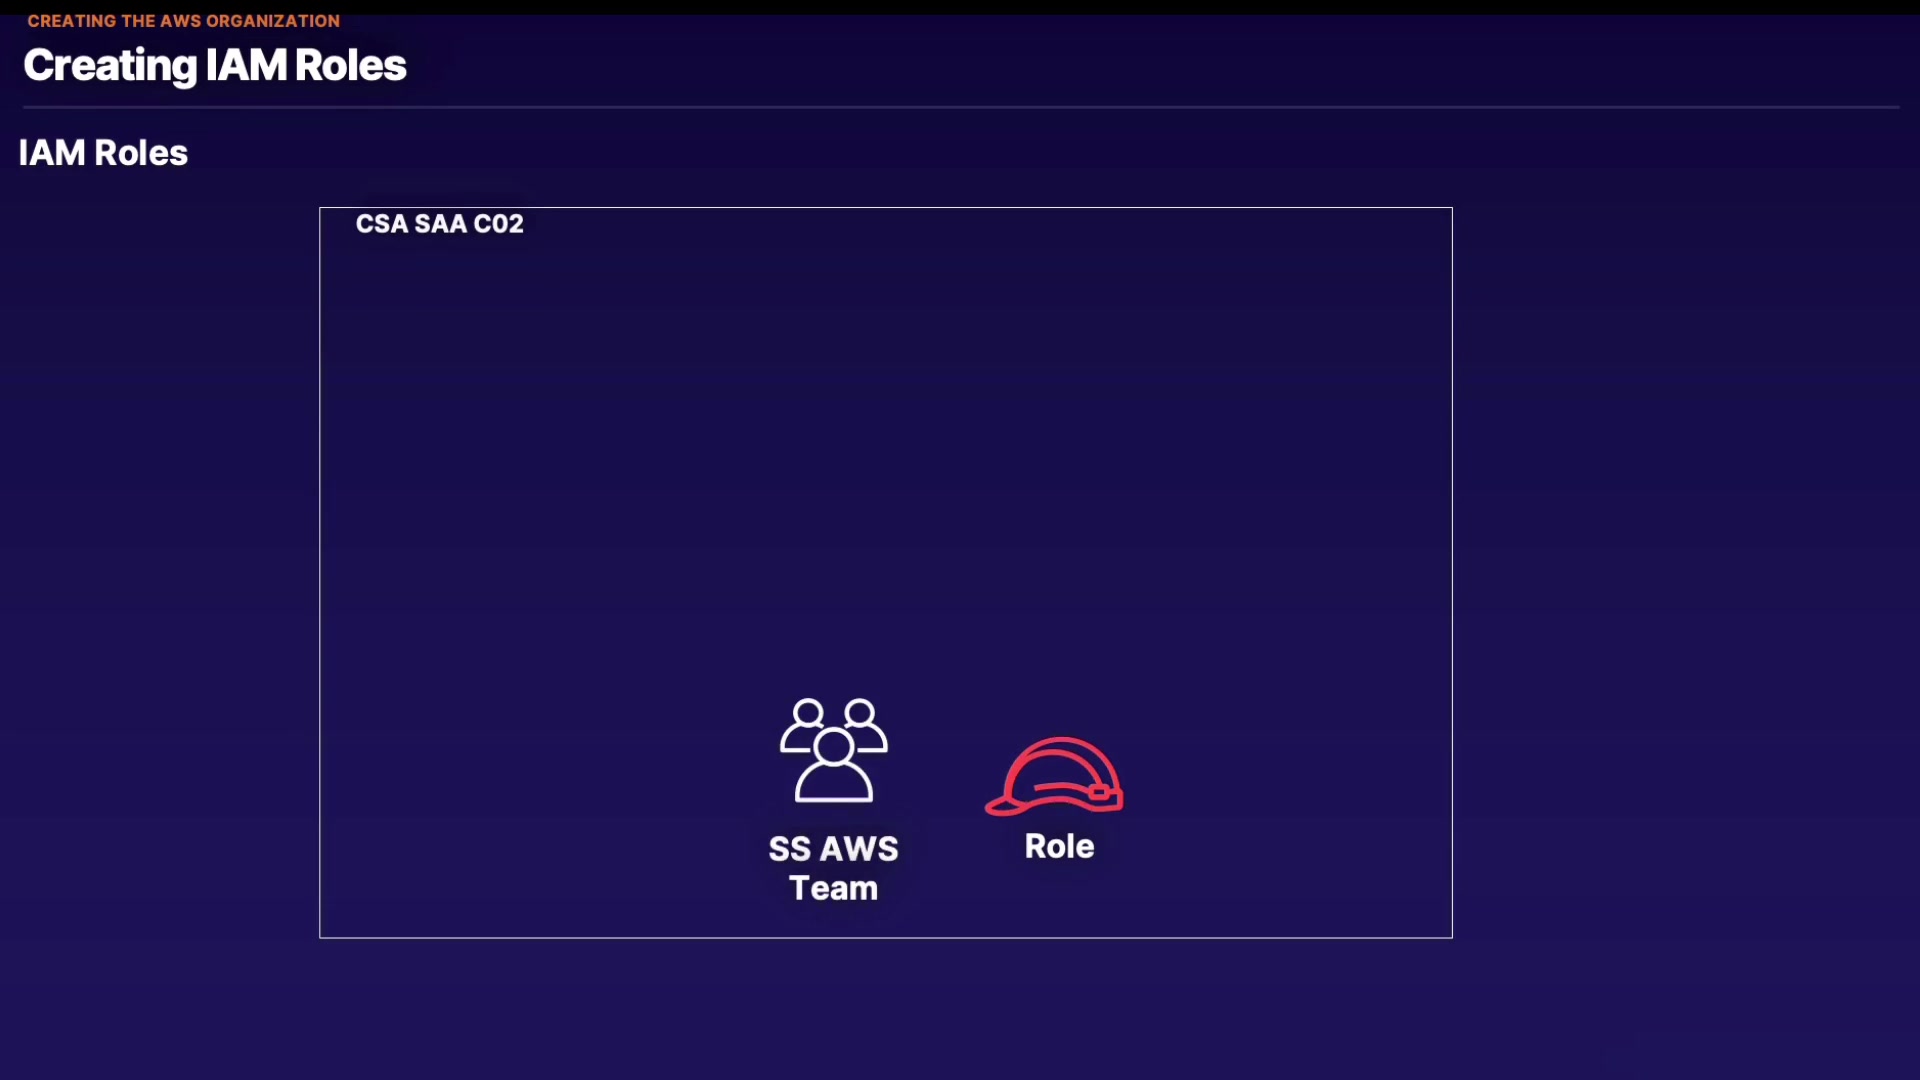 CREATING THE AWS ORGANIZATION
Creating IAM Roles
IAM Roles
CSA SAA C02
SS AWS
Team
Role